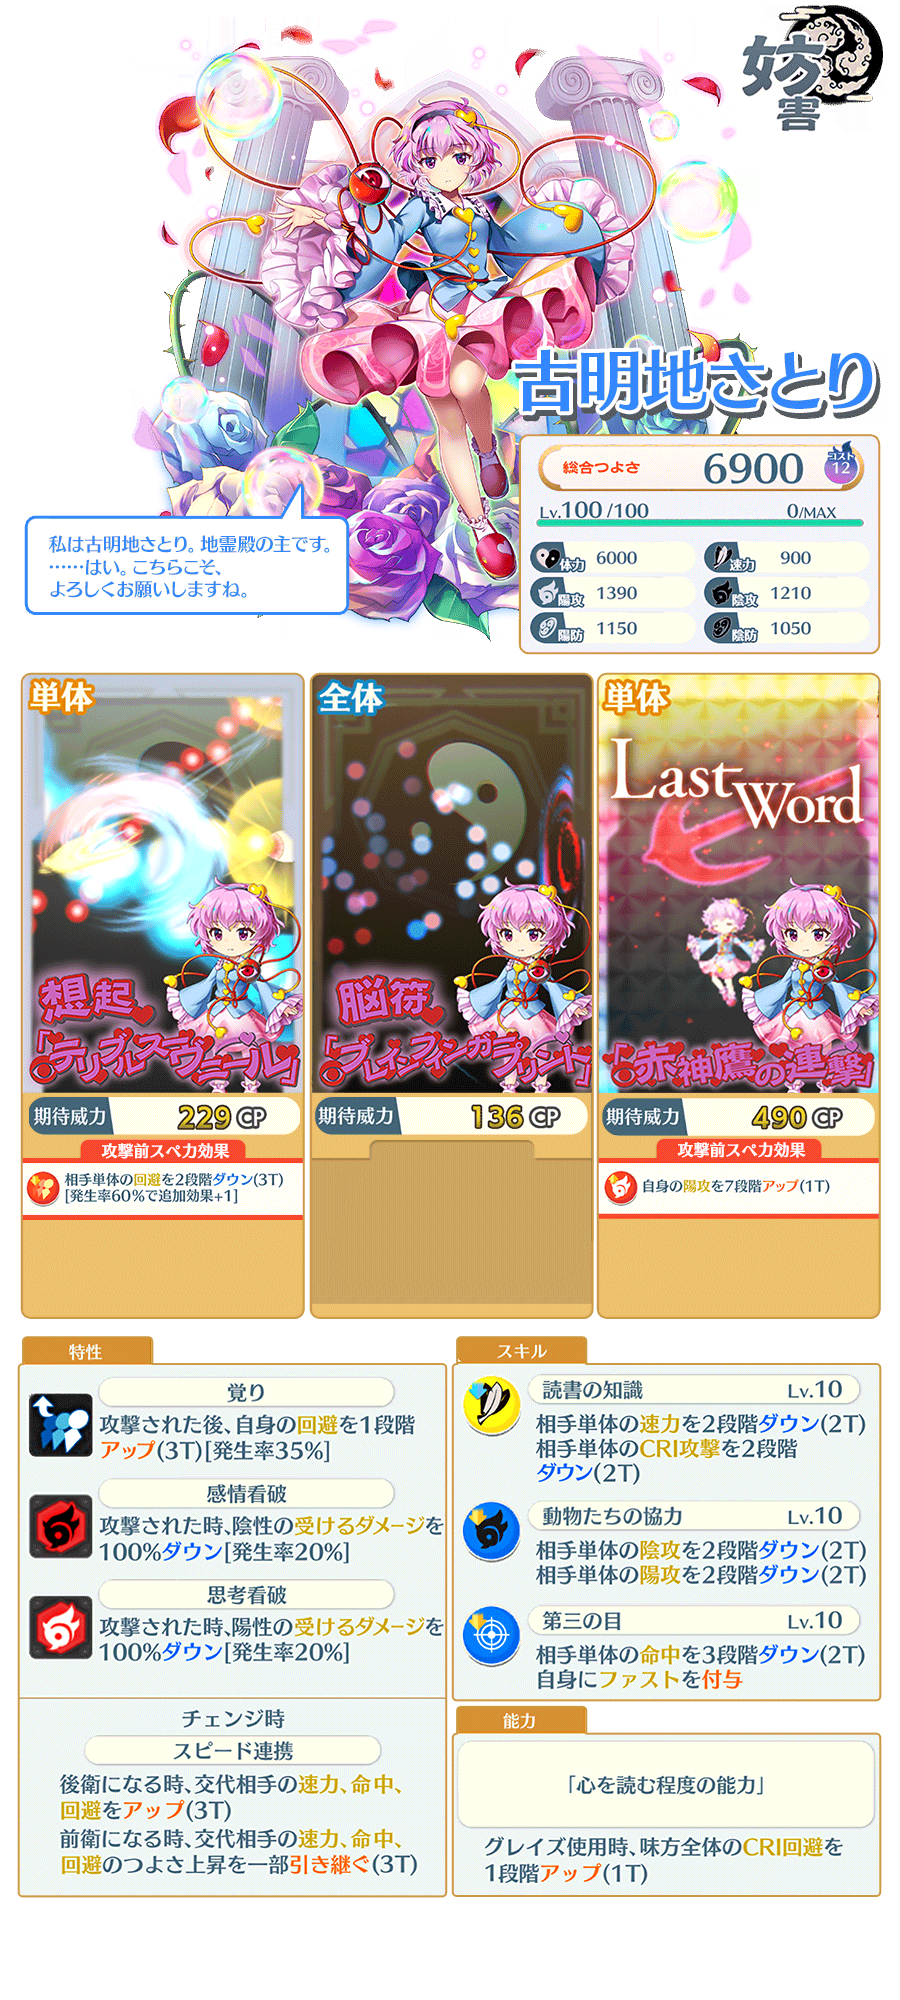 妨害
古明地さとり
総合つよさ 6900 コスト 12
Lv.100/100 0/MAX
体力 6000 速力 900
陽攻 1390 陰攻 1210
陽防 1150 陰防 1050
私は古明地さとり。地霊殿の主です。
……はい。こちらこそ、
よろしくお願いしますね。
単体
想起
「テリブルスーヴニール」
期待威力 229 CP
攻撃前スペカ効果
相手単体の回避を2段階ダウン(3T)
[発生率60%で追加効果+1]
全体
脳符
「ブレインフィンガープリント」
期待威力 136 CP
単体
Last Word
「赤神鷹の連撃」
期待威力 490 CP
攻撃前スペカ効果
自身の陽攻を7段階アップ(1T)
特性
覚り
攻撃された後、自身の回避を1段階
アップ(3T)[発生率35%]
感情看破
攻撃された時、陰性の受けるダメージを
100%ダウン[発生率20%]
思考看破
攻撃された時、陽性の受けるダメージを
100%ダウン[発生率20%]
チェンジ時
スピード連携
後衛になる時、交代相手の速力、命中、
回避をアップ(3T)
前衛になる時、交代相手の速力、命中、
回避のつよさ上昇を一部引き継ぐ(3T)
スキル
読書の知識 Lv.10
相手単体の速力を2段階ダウン(2T)
相手単体のCRI攻撃を2段階
ダウン(2T)
動物たちの協力 Lv.10
相手単体の陰攻を2段階ダウン(2T)
相手単体の陽攻を2段階ダウン(2T)
第三の目 Lv.10
相手単体の命中を3段階ダウン(2T)
自身にファストを付与
能力
「心を読む程度の能力」
グレイズ使用時、味方全体のCRI回避を
1段階アップ(1T)